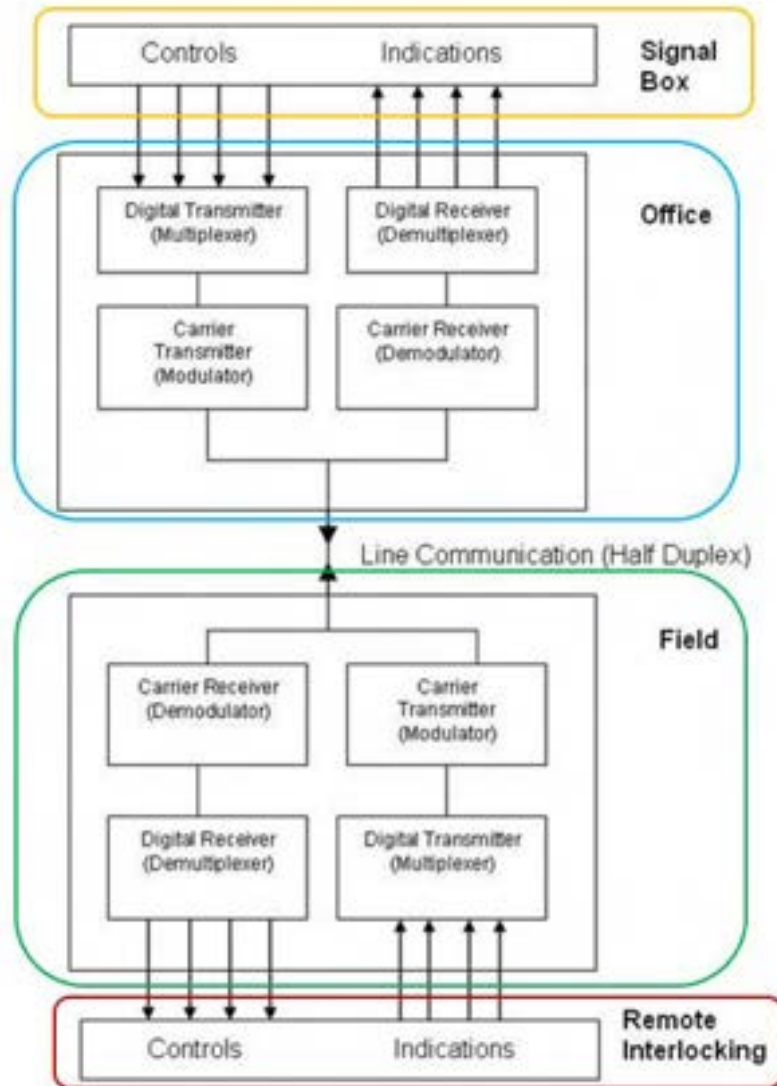 Controls Indications Signal
Box
Digital Transmitter
(Multiplexer)
Digital Receiver
(Demultiplexer)
Office
Carrier
Transmitter
(Modulator)
Carrier Receiver
(Demodulator)
Line Communication (Half Duplex)
Field
Carrier Receiver
(Demodulator)
Carrier
Transmitter
(Modulator)
Digital Receiver
(Demultiplexer)
Digital Transmitter
(Multiplexer)
Controls Indications Remote
Interlocking